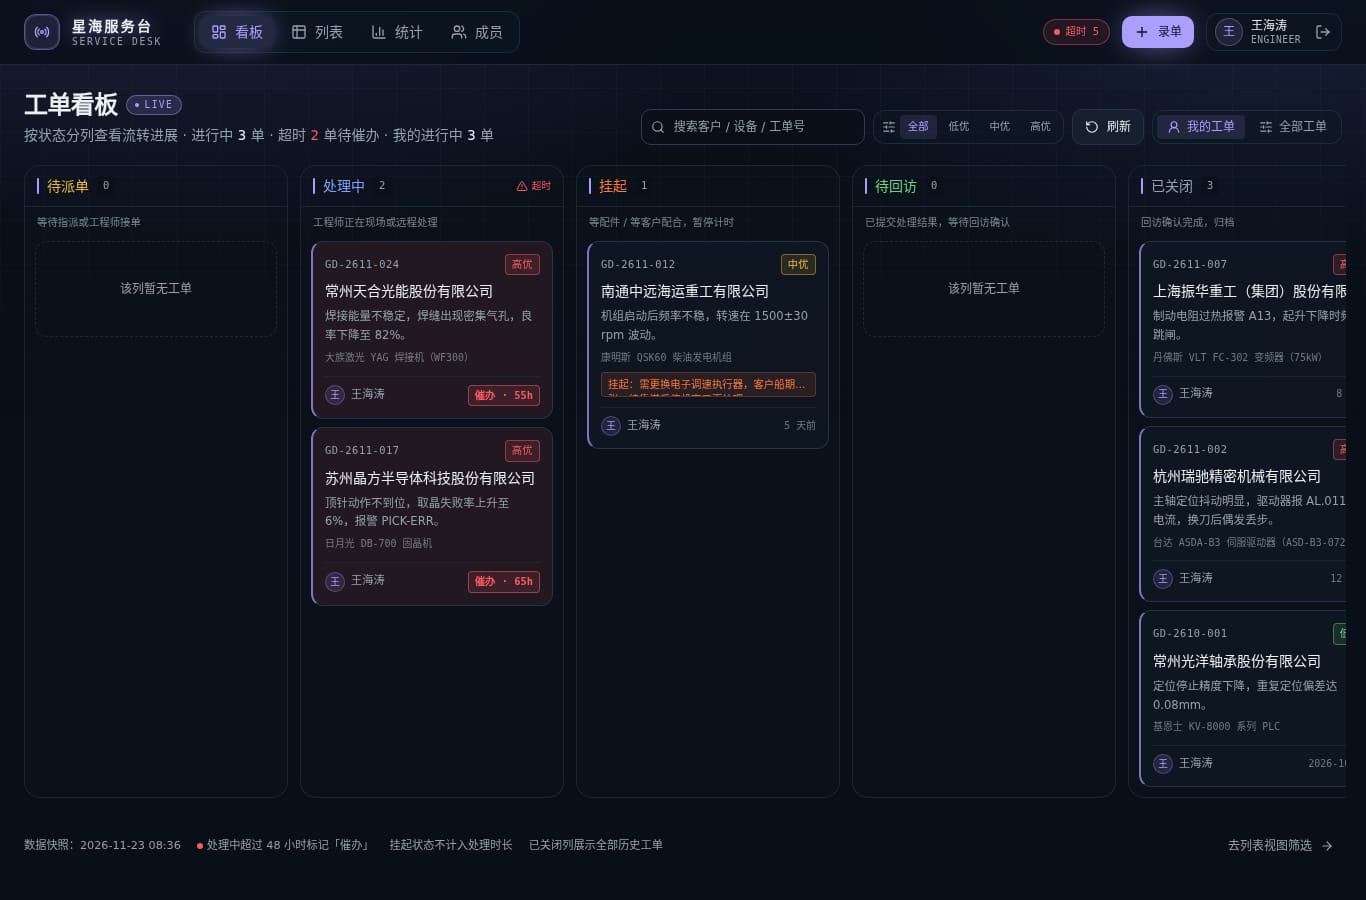 星海服务台
SERVICE DESK
看板
列表
统计
成员
超时 5
录单
王
王海涛
ENGINEER
工单看板
LIVE
按状态分列查看流转进展 · 进行中 3 单 · 超时 2 单待催办 · 我的进行中 3 单
搜索客户 / 设备 / 工单号
全部
低优
中优
高优
刷新
我的工单
全部工单
待派单 0
等待指派或工程师接单
该列暂无工单
处理中 2
超时
工程师正在现场或远程处理
GD-2611-024
高优
常州天合光能股份有限公司
焊接能量不稳定，焊缝出现密集气孔，良
率下降至 82%。
大族激光 YAG 焊接机（WF300）
王 王海涛
催办 · 55h
GD-2611-017
高优
苏州晶方半导体科技股份有限公司
顶针动作不到位，取晶失败率上升至
6%，报警 PICK-ERR。
日月光 DB-700 固晶机
王 王海涛
催办 · 65h
挂起 1
等配件 / 等客户配合，暂停计时
GD-2611-012
中优
南通中远海运重工有限公司
机组启动后频率不稳，转速在 1500±30
rpm 波动。
康明斯 QSK60 柴油发电机组
挂起：需更换电子调速执行器，客户船期…
王 王海涛
5 天前
待回访 0
已提交处理结果，等待回访确认
该列暂无工单
已关闭 3
回访确认完成，归档
GD-2611-007
上海振华重工（集团）股份有限
制动电阻过热报警 A13，起升下降时
跳闸。
丹佛斯 VLT FC-302 变频器（75kW）
王 王海涛
8
GD-2611-002
杭州瑞驰精密机械有限公司
主轴定位抖动明显，驱动器报 AL.011
电流，换刀后偶发丢步。
台达 ASDA-B3 伺服驱动器（ASD-B3-072
王 王海涛
12
GD-2610-001
常州光洋轴承股份有限公司
定位停止精度下降，重复定位偏差达
0.08mm。
基恩士 KV-8000 系列 PLC
王 王海涛
2026-10
数据快照：2026-11-23 08:36
处理中超过 48 小时标记「催办」
挂起状态不计入处理时长
已关闭列展示全部历史工单
去列表视图筛选